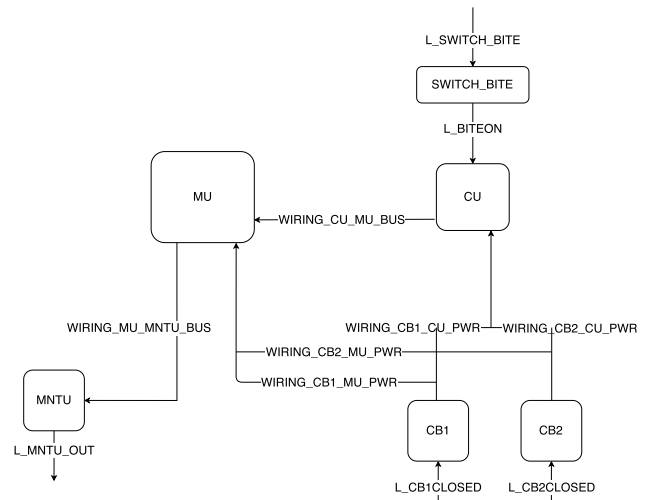 L_SWITCH_BITE
SWITCH_BITE
L_BITEON
MU
CU
WIRING_CU_MU_BUS
WIRING_MU_MNTU_BUS
WIRING_CB1_CU_PWR
WIRING_CB2_CU_PWR
WIRING_CB2_MU_PWR
WIRING_CB1_MU_PWR
MNTU
CB1
CB2
L_MNTU_OUT
L_CB1CLOSED
L_CB2CLOSED